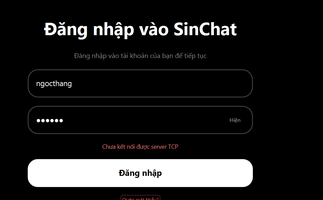 Đăng nhập vào SinChat
Đăng nhập vào tài khoản của bạn để tiếp tục
ngocthang
●●●●●● Hiện
Chưa kết nối được server TCP
Đăng nhập